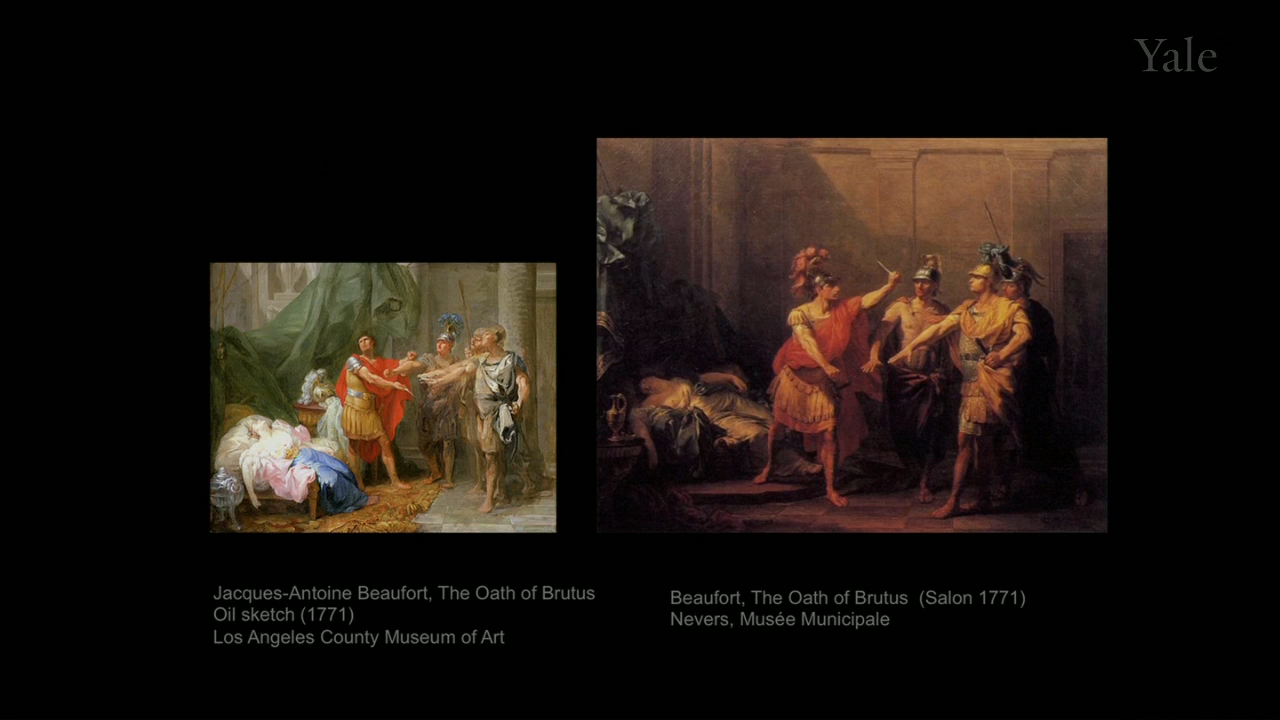 Yale
Jacques-Antoine Beaufort, The Oath of Brutus
Oil sketch (1771)
Los Angeles County Museum of Art
Beaufort, The Oath of Brutus (Salon 1771)
Nevers, Musée Municipale